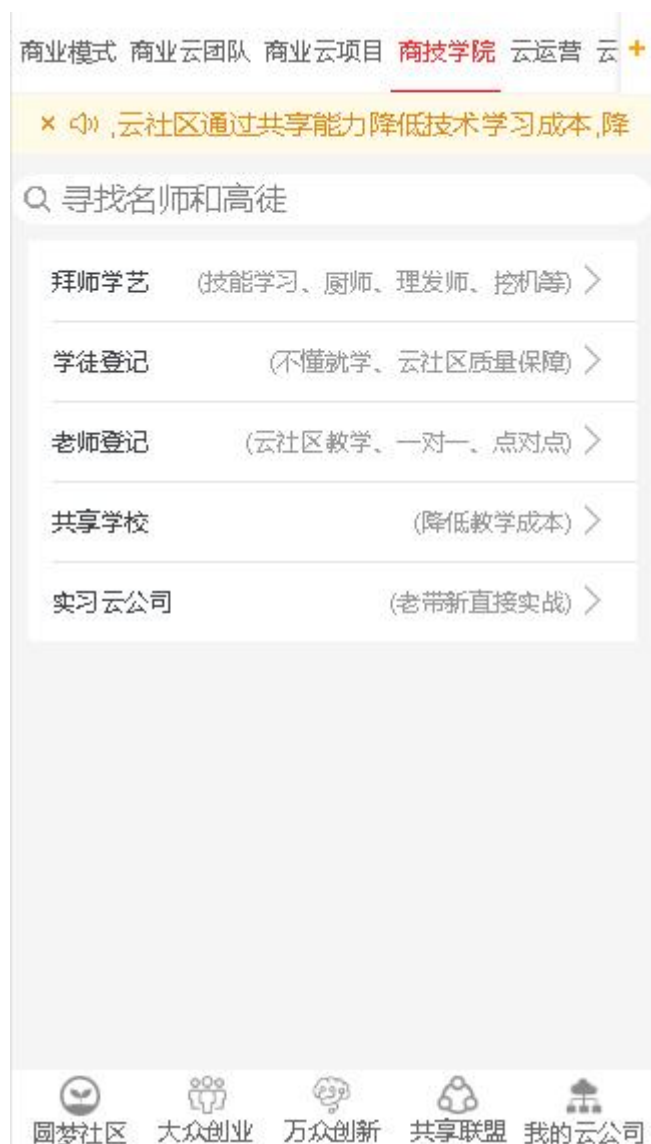 商业模式 商业云团队 商业云项目 商技学院 云运营 云 +
× ,云社区通过共享能力降低技术学习成本,降
寻找名师和高徒
拜师学艺 (技能学习、厨师、理发师、挖机等) >
学徒登记 (不懂就学、云社区质量保障) >
老师登记 (云社区教学、一对一、点对点) >
共享学校 (降低教学成本) >
实习云公司 (老带新直接实战) >
圆梦社区 大众创业 万众创新 共享联盟 我的云公司